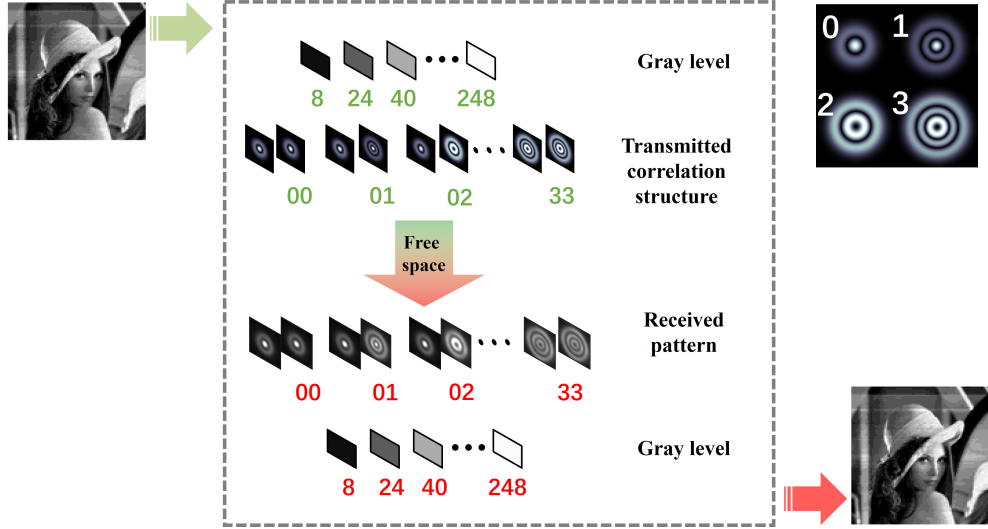 Gray level
8 24 40 248
Transmitted
correlation
structure
00 01 02 33
Free
space
Received
pattern
00 01 02 33
Gray level
8 24 40 248
0 1
2 3